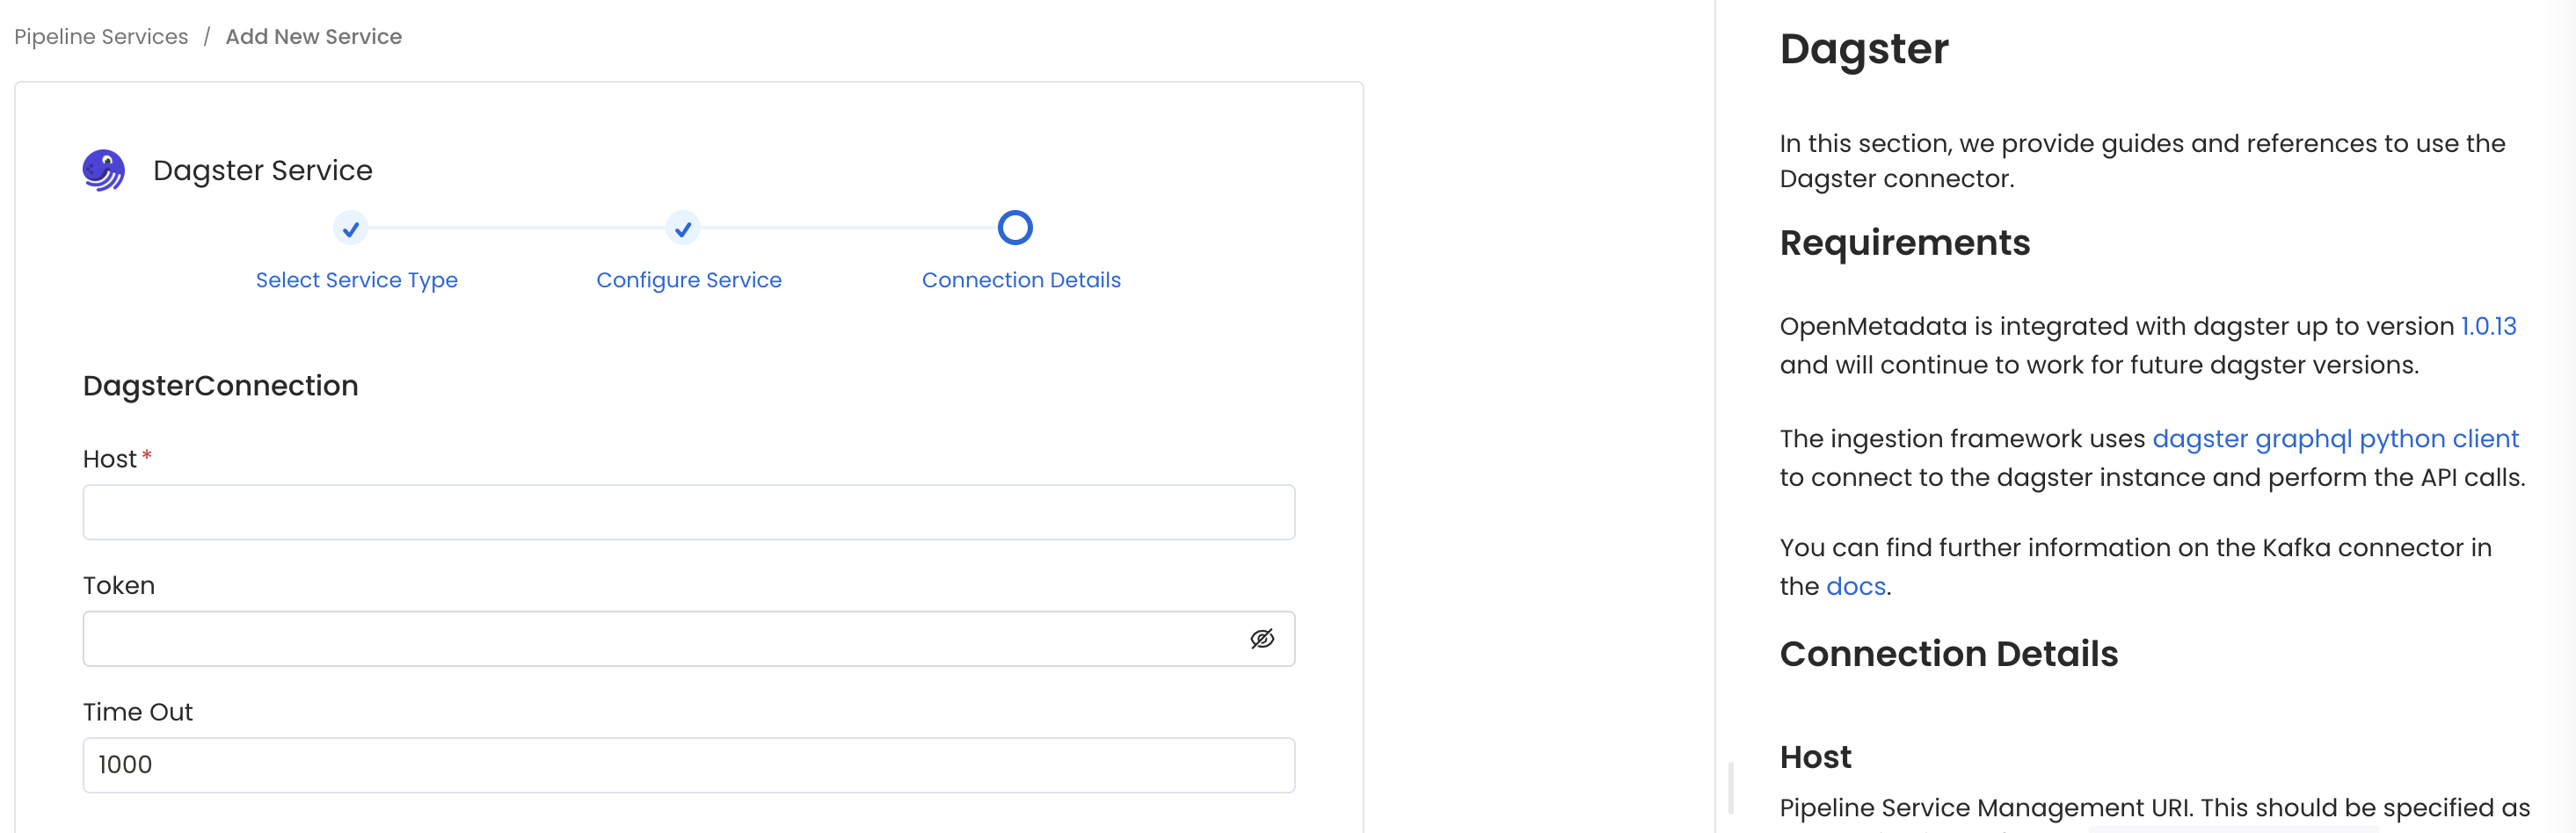 Pipeline Services / Add New Service
Dagster Service
Select Service Type
Configure Service
Connection Details
DagsterConnection
Host*
Token
Time Out
1000
Dagster
In this section, we provide guides and references to use the
Dagster connector.
Requirements
OpenMetadata is integrated with dagster up to version 1.0.13
and will continue to work for future dagster versions.
The ingestion framework uses dagster graphql python client
to connect to the dagster instance and perform the API calls.
You can find further information on the Kafka connector in
the docs.
Connection Details
Host
Pipeline Service Management URI. This should be specified as